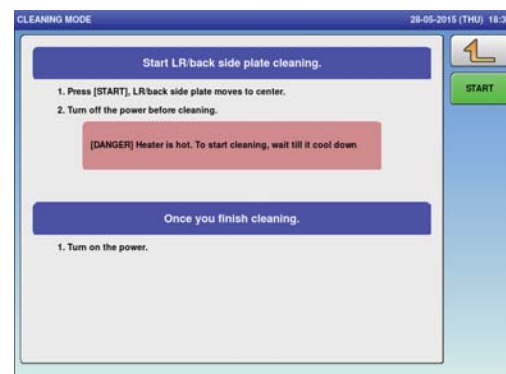 CLEANING MODE 28-05-2015 (THU) 18:3
Start LR/back side plate cleaning.
START
1. Press [START], LR/back side plate moves to center.
2. Turn off the power before cleaning.
[DANGER] Heater is hot. To start cleaning, wait till it cool down
Once you finish cleaning.
1. Turn on the power.